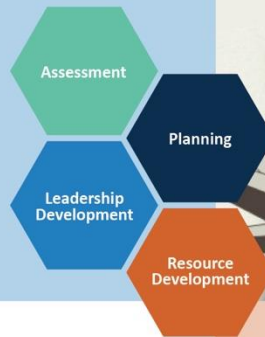 Assessment
Planning
Leadership
Development
Resource
Development